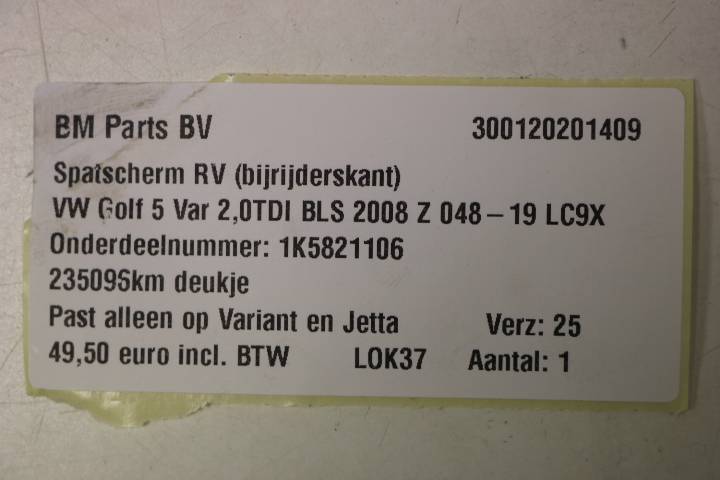 BM Parts BV 300120201409
Spatscherm RV (bijrijderskant)
VW Golf 5 Var 2,0TDI BLS 2008 Z 048 – 19 LC9X
Onderdeelnummer: 1K5821106
235096km deukje
Past alleen op Variant en Jetta Verz: 25
49,50 euro incl. BTW LOK37 Aantal: 1